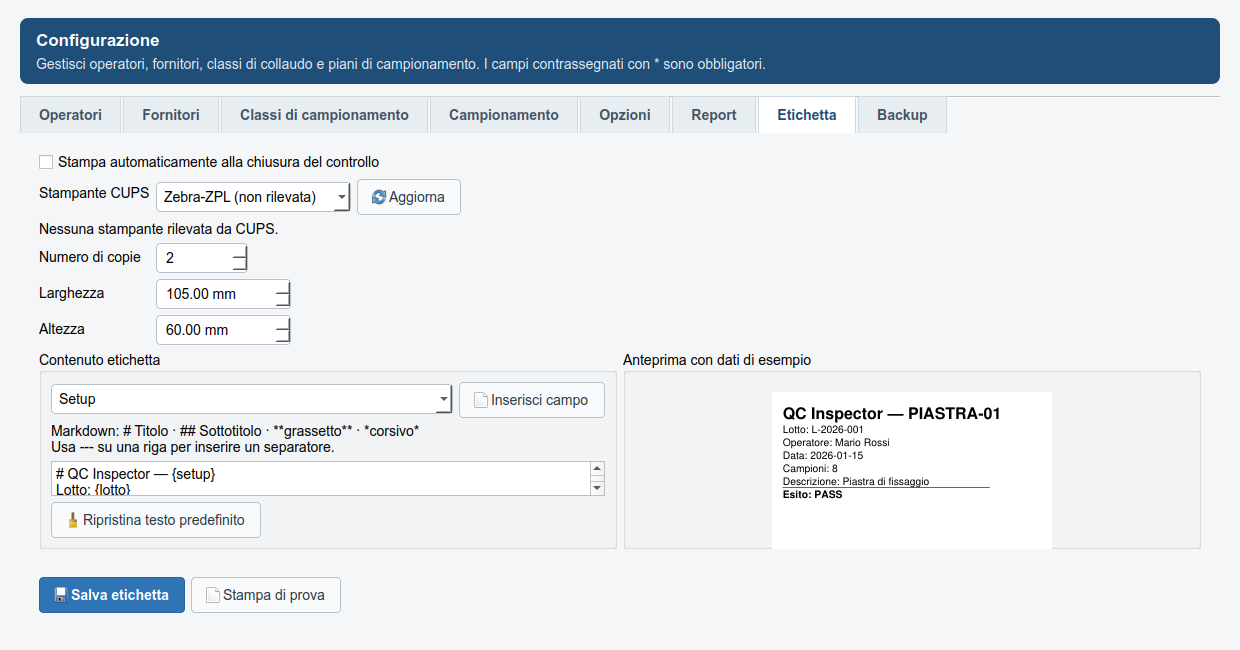 Configurazione
Gestisci operatori, fornitori, classi di collaudo e piani di campionamento. I campi contrassegnati con * sono obbligatori.
Operatori Fornitori Classi di campionamento Campionamento Opzioni Report Etichetta Backup
Stampa automaticamente alla chiusura del controllo
Stampante CUPS Zebra-ZPL (non rilevata) Aggiorna
Nessuna stampante rilevata da CUPS.
Numero di copie 2
Larghezza 105.00 mm
Altezza 60.00 mm
Contenuto etichetta
Setup Inserisci campo
Markdown: # Titolo · ## Sottotitolo · **grassetto** · *corsivo*
Usa --- su una riga per inserire un separatore.
# QC Inspector — {setup}
Lotto: {lotto}
Ripristina testo predefinito
Anteprima con dati di esempio
QC Inspector — PIASTRA-01
Lotto: L-2026-001
Operatore: Mario Rossi
Data: 2026-01-15
Campioni: 8
Descrizione: Piastra di fissaggio
Esito: PASS
Salva etichetta Stampa di prova